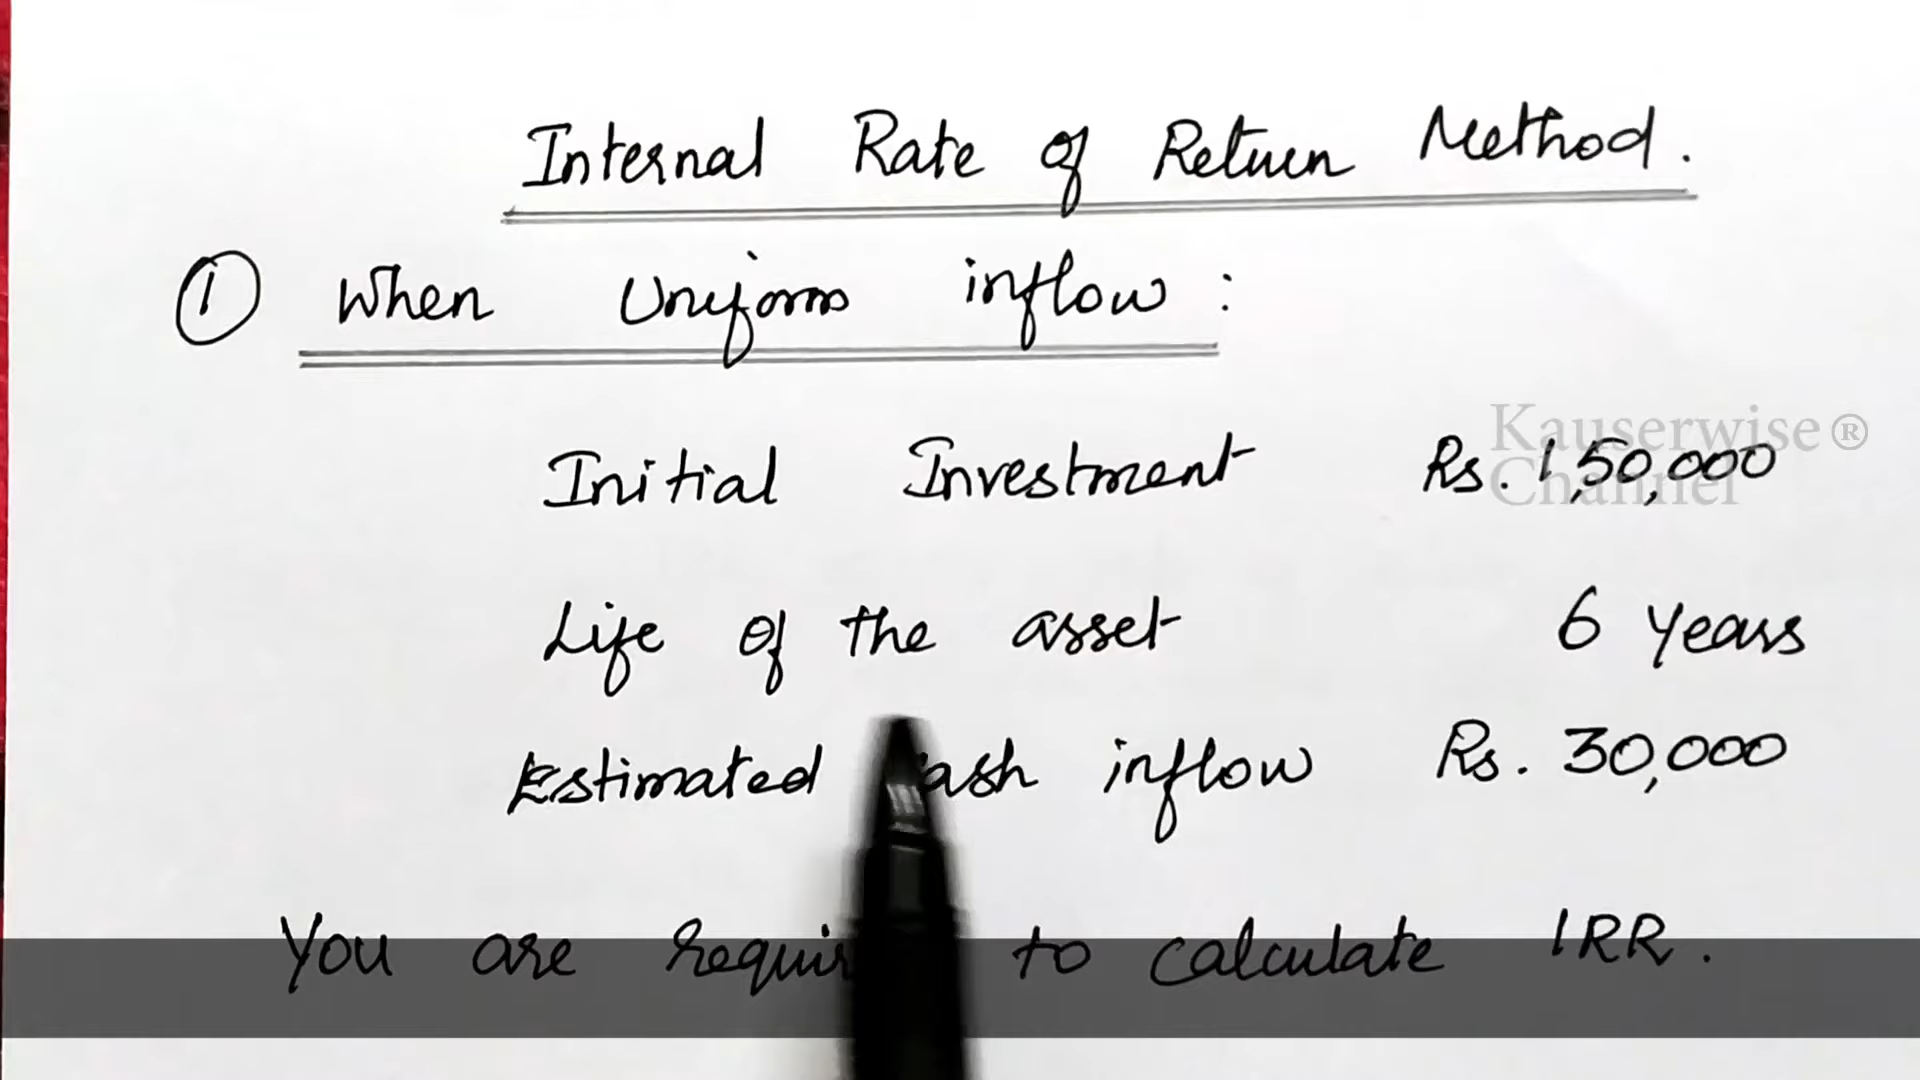 Internal Rate of Return Method.
① When Uniform inflow :
Kauserwise®
Channel
Initial Investment Rs. 1,50,000
Life of the asset 6 Years
Estimated inflow Rs. 30,000
You are to calculate IRR.